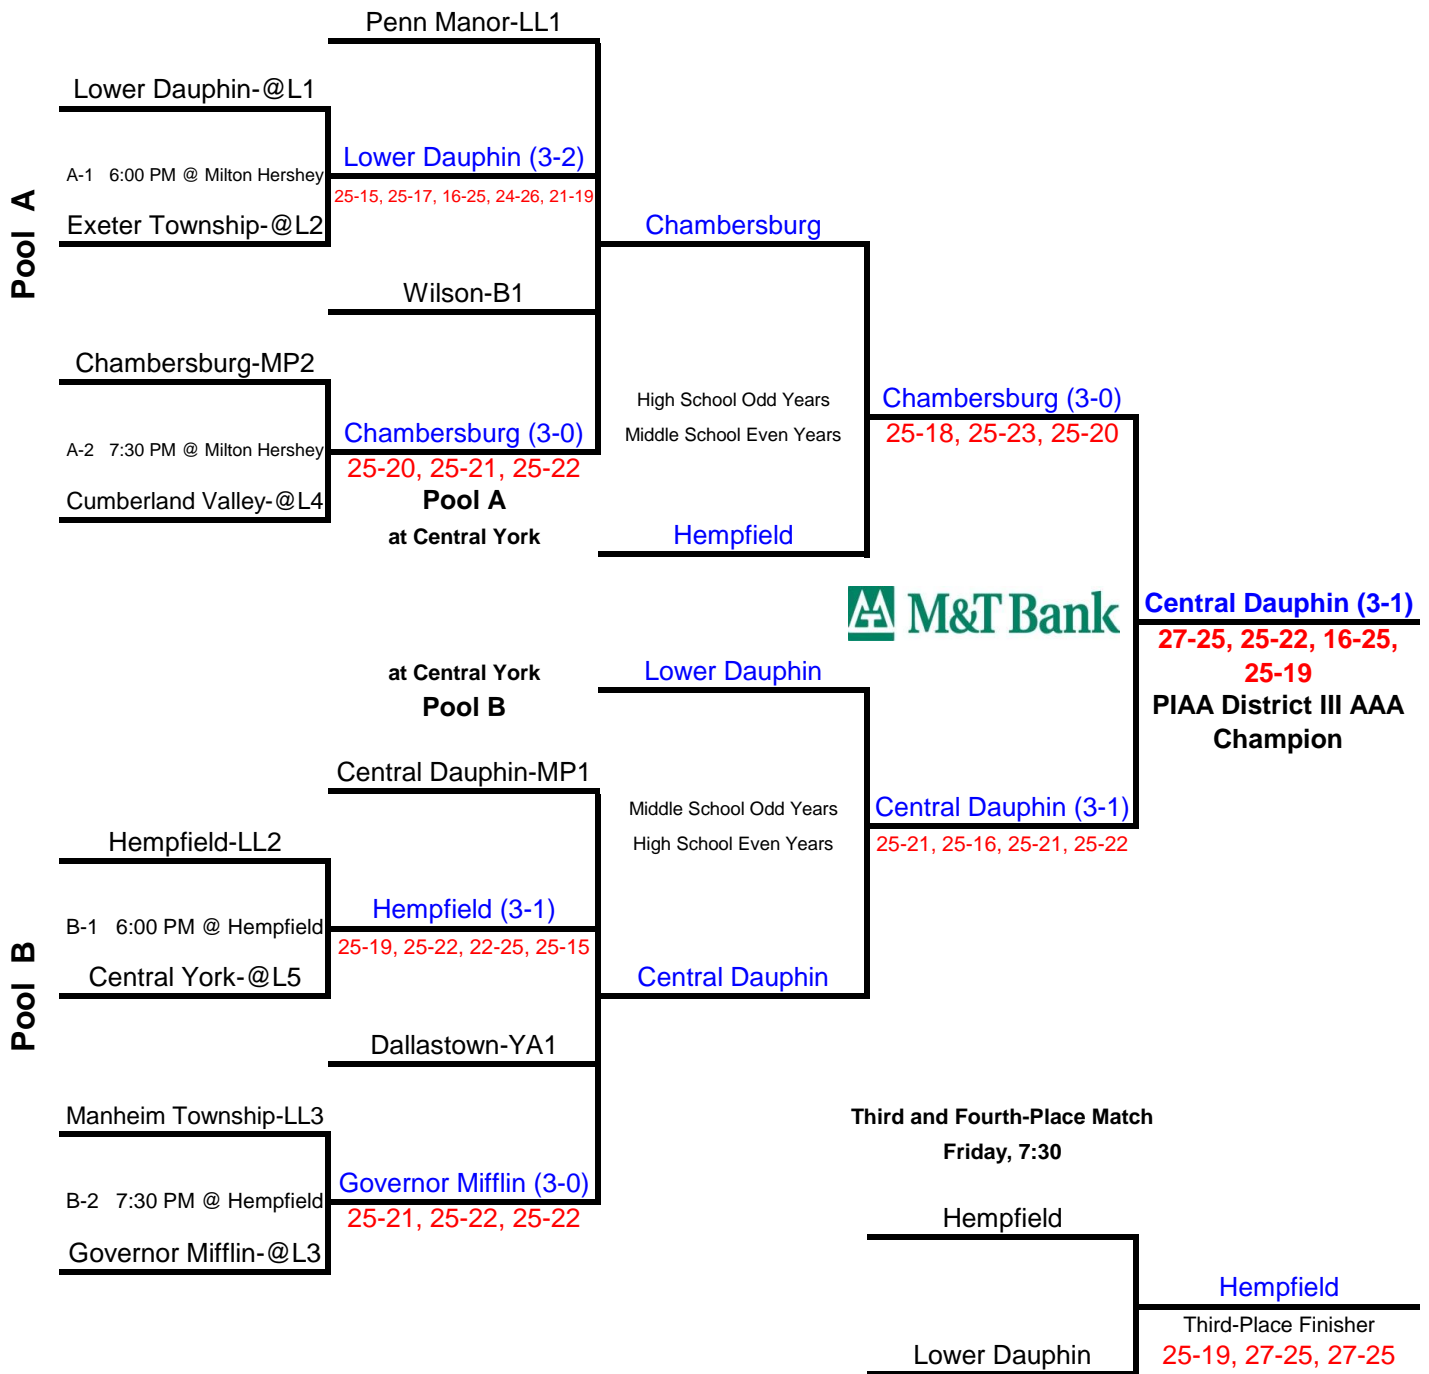 Penn Manor-LL1
Lower Dauphin-@L1
Lower Dauphin (3-2)
A-1 6:00 PM @ Milton Hershey
25-15, 25-17, 16-25, 24-26, 21-19
Pool A
Exeter Township-@L2
Chambersburg
Wilson-B1
Chambersburg-MP2
High School Odd Years
Chambersburg (3-0)
Middle School Even Years
25-18, 25-23, 25-20
A-2 7:30 PM @ Milton Hershey
Chambersburg (3-0)
25-20, 25-21, 25-22
Cumberland Valley-@L4
Pool A
at Central York
Hempfield
M&T Bank
Central Dauphin (3-1)
27-25, 25-22, 16-25,
25-19
PIAA District III AAA
Champion
at Central York
Lower Dauphin
Pool B
Central Dauphin-MP1
Middle School Odd Years
Central Dauphin (3-1)
High School Even Years
25-21, 25-16, 25-21, 25-22
Hempfield-LL2
Hempfield (3-1)
B-1 6:00 PM @ Hempfield
25-19, 25-22, 22-25, 25-15
Pool B
Central York-@L5
Central Dauphin
Dallastown-YA1
Manheim Township-LL3
Third and Fourth-Place Match
Friday, 7:30
Governor Mifflin (3-0)
B-2 7:30 PM @ Hempfield
25-21, 25-22, 25-22
Governor Mifflin-@L3
Hempfield
Hempfield
Third-Place Finisher
Lower Dauphin
25-19, 27-25, 27-25